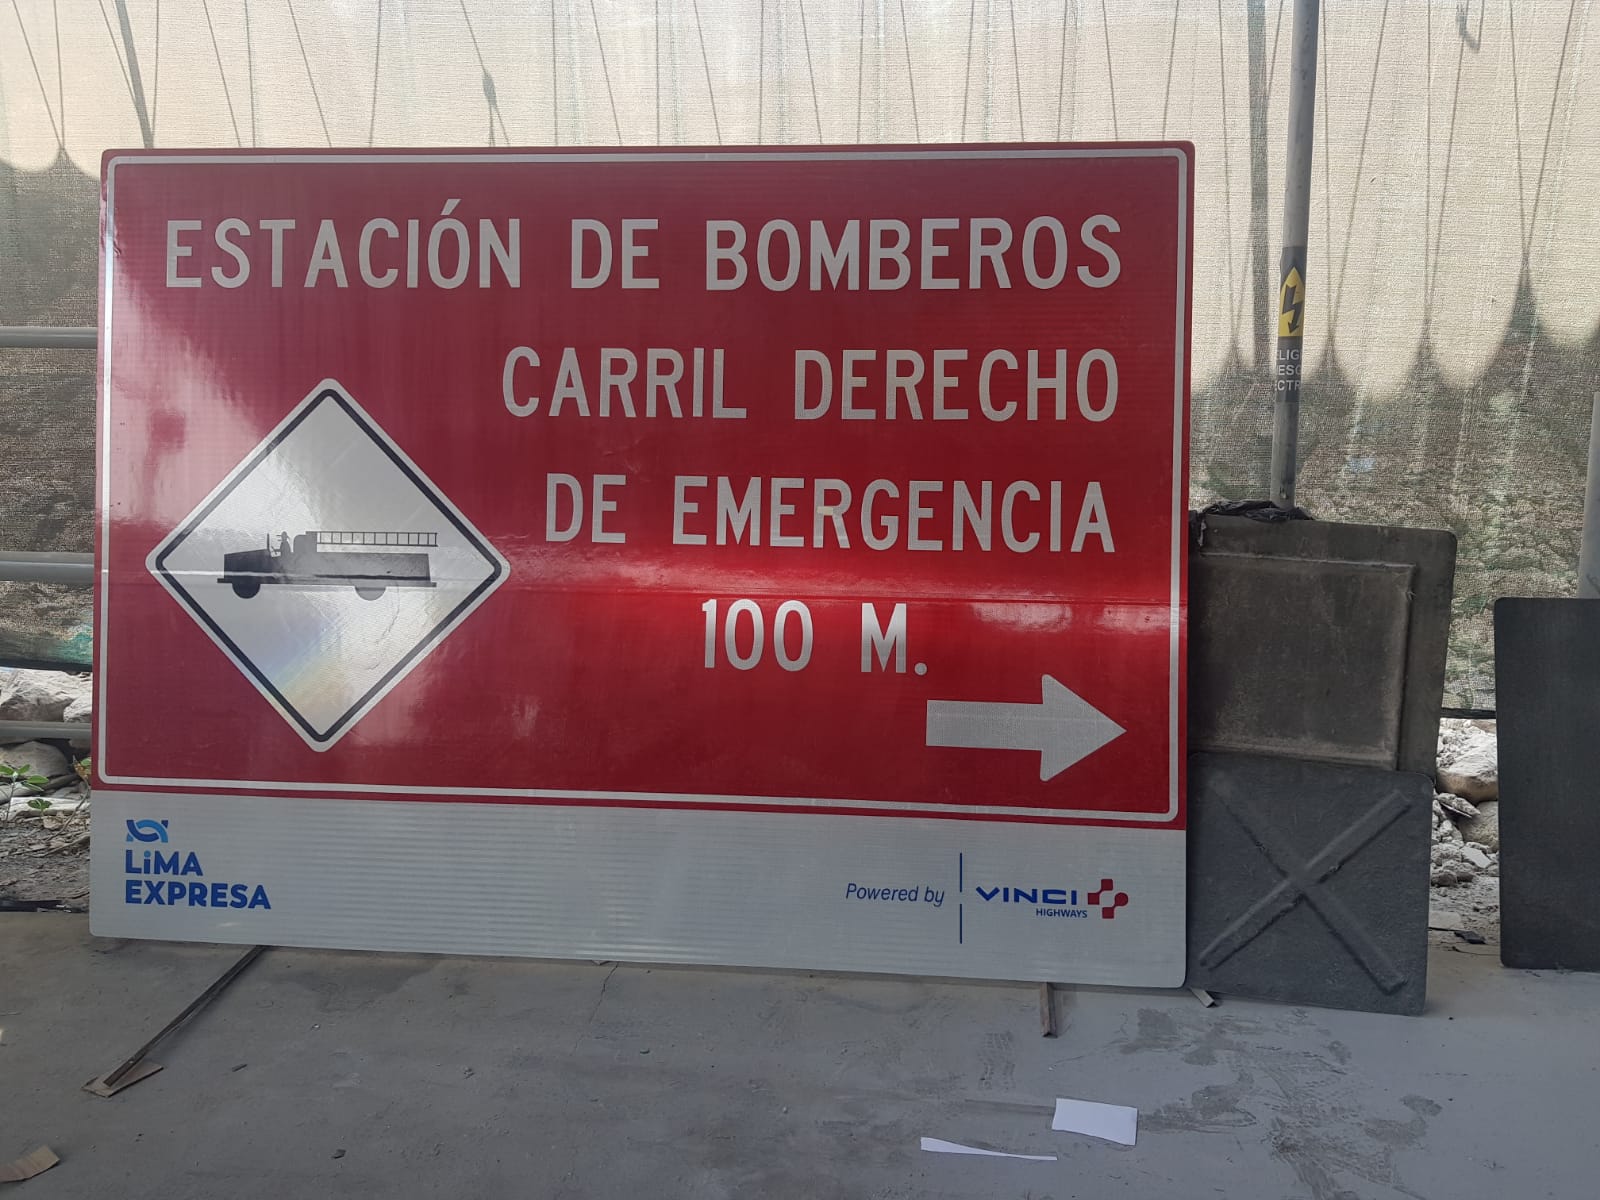 ESTACIÓN DE BOMBEROS
CARRIL DERECHO
DE EMERGENCIA
100 M.
LiMA
EXPRESA
Powered by
VINCI
HIGHWAYS